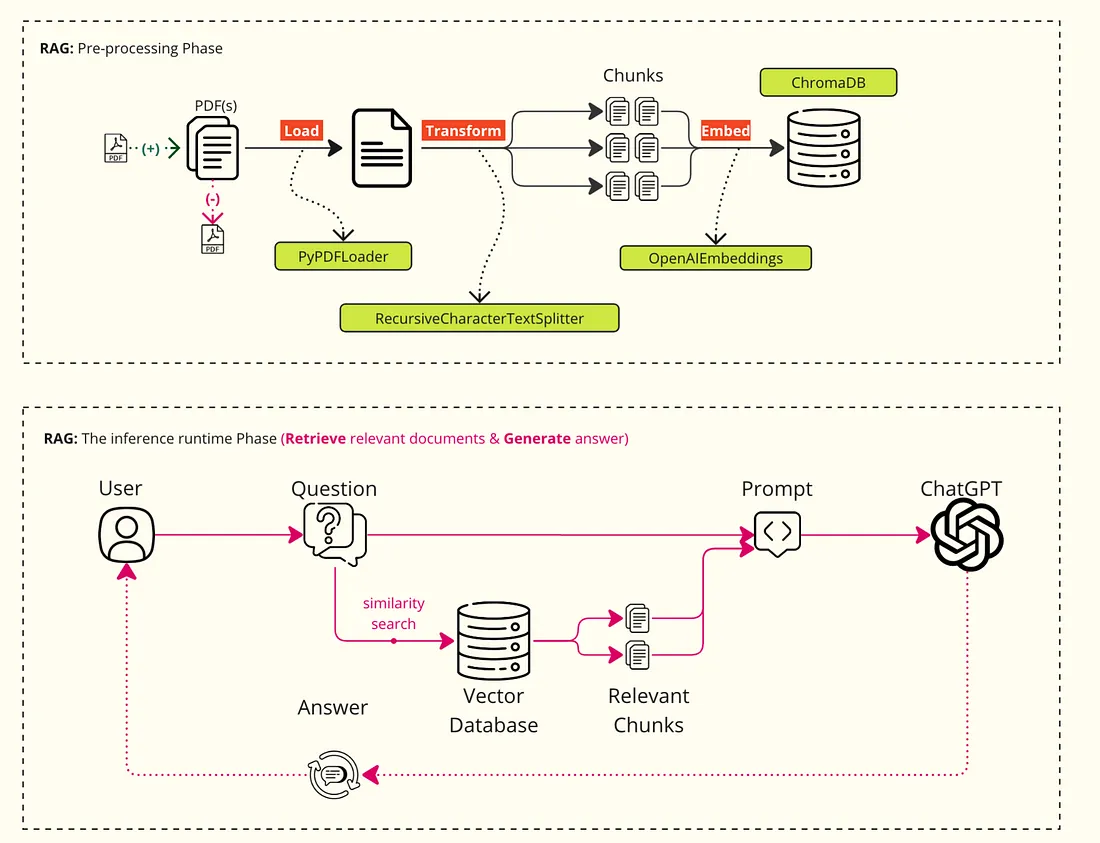 RAG: Pre-processing Phase
Chunks
ChromaDB
PDF(s)
Load
Transform
Embed
PDF
(+)
(-)
PDF
PyPDFLoader
OpenAIEmbeddings
RecursiveCharacterTextSplitter
RAG: The inference runtime Phase (Retrieve relevant documents & Generate answer)
User
Question
Prompt
ChatGPT
similarity
search
Vector
Database
Relevant
Chunks
Answer